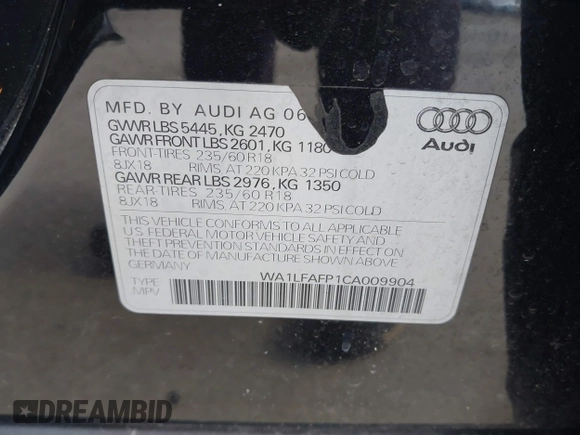 MFD. BY AUDI AG 06
GVWR LBS 5445, KG 2470
GAWR FRONT LBS 2601, KG 1180
FRONT-TIRES 235/60 R18
8JX18 RIMS, AT 220 KPA 32 PSI COLD
GAWR REAR LBS 2976, KG 1350
REAR-TIRES 235/60 R18
8JX18 RIMS, AT 220 KPA 32 PSI COLD
THIS VEHICLE CONFORMS TO ALL APPLICABLE
U.S. FEDERAL MOTOR VEHICLE SAFETY AND
THEFT PREVENTION STANDARDS IN EFFECT ON
THE DATE OF MANUFACTURE SHOWN ABOVE.
GERMANY
WA1LFAFP1CA009904
TYPE
MPV
Audi
DREAMBID